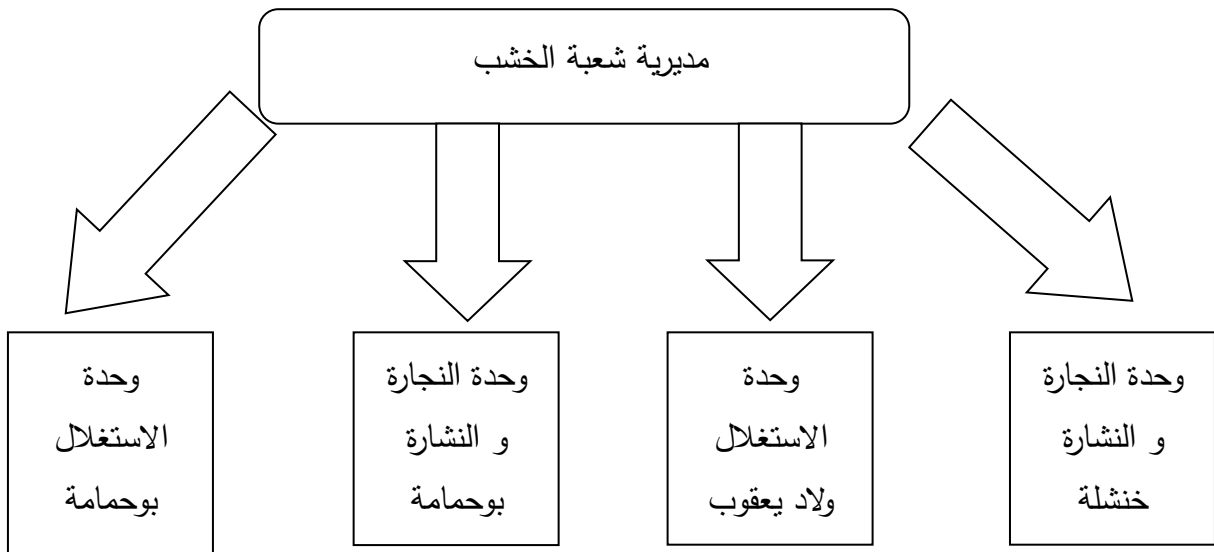 مديرية شعبة الخشب
وحدة النجارة
و النشارة
خنشلة
وحدة
الاستغلال
ولاد يعقوب
وحدة النجارة
و النشارة
بوحمامة
وحدة
الاستغلال
بوحمامة